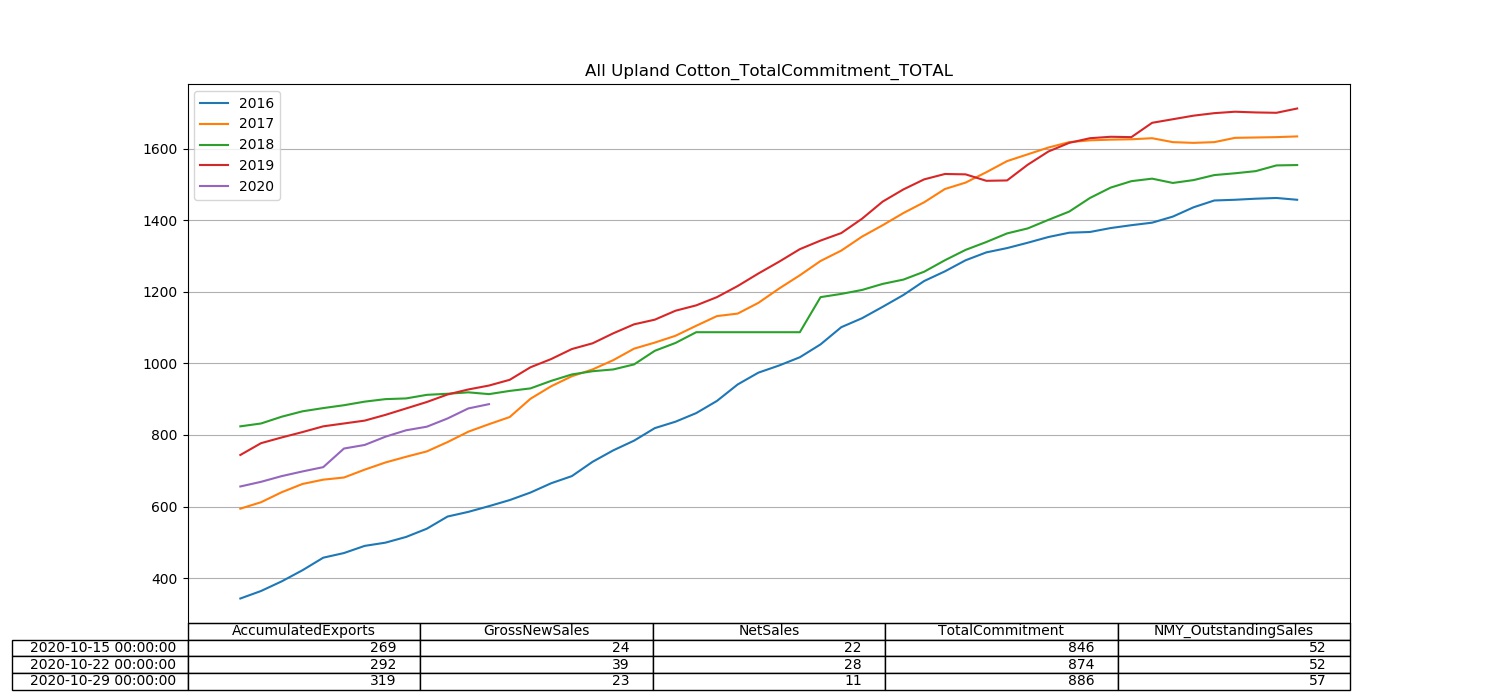 All Upland Cotton_TotalCommitment_TOTAL
2016
2017
2018
2019
2020
1600
1400
1200
1000
800
600
400
AccumulatedExports GrossNewSales NetSales TotalCommitment NMY_OutstandingSales
2020-10-15 00:00:00 269 24 22 846 52
2020-10-22 00:00:00 292 39 28 874 52
2020-10-29 00:00:00 319 23 11 886 57